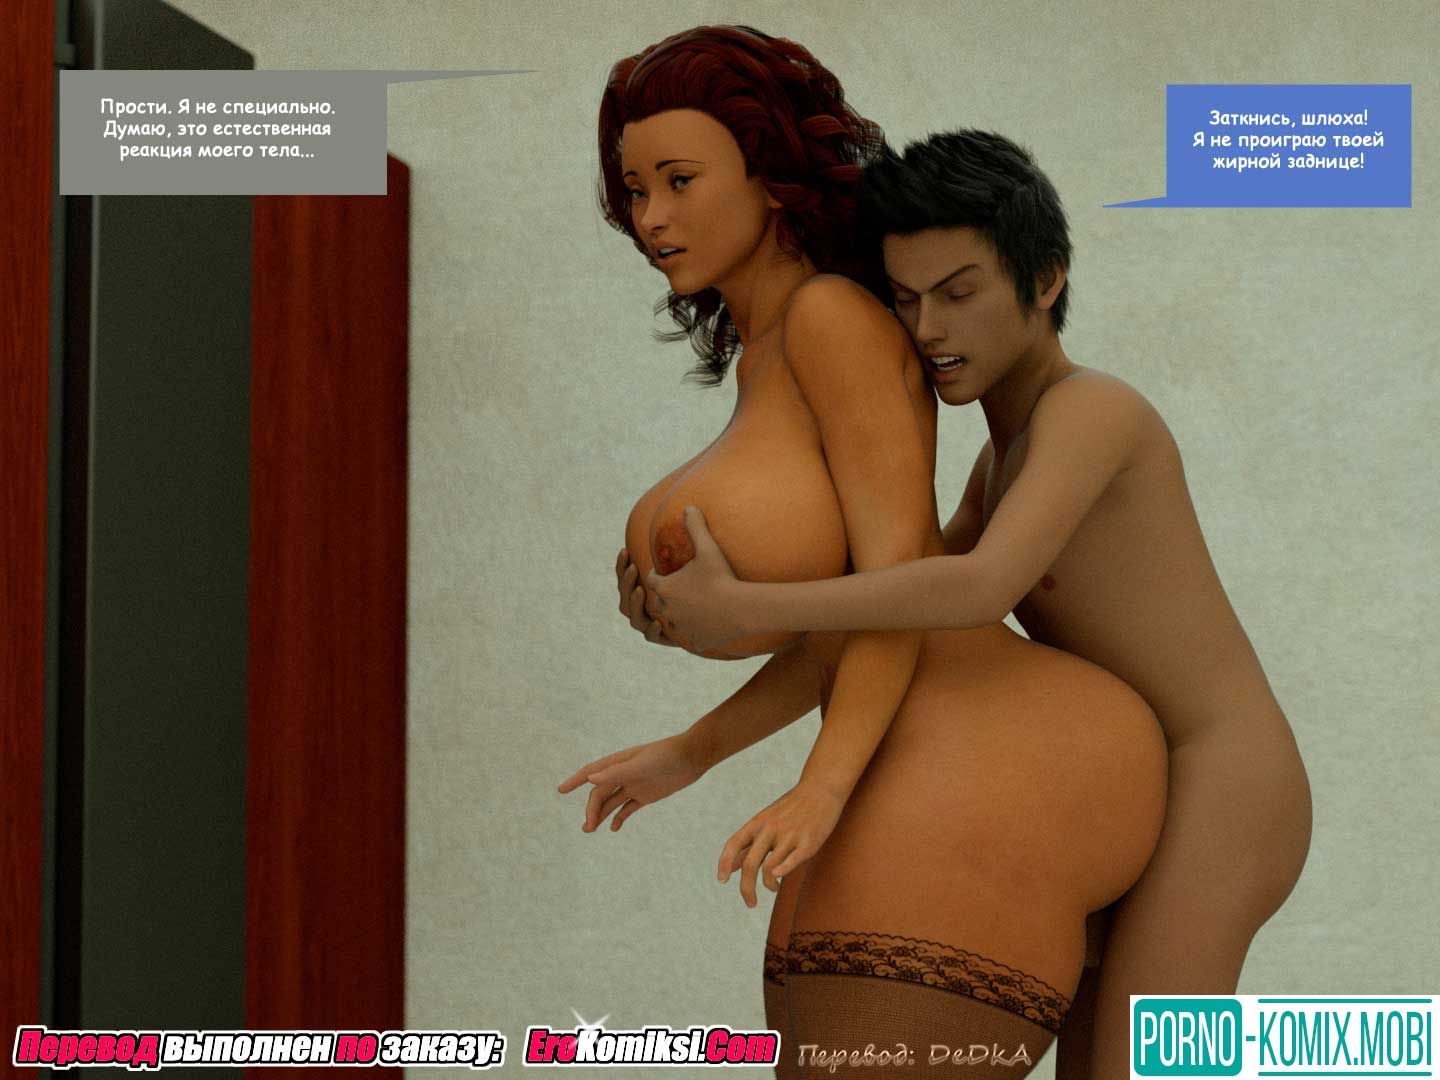 Прости. Я не специально.
Думаю, это естественная
реакция моего тела...
Заткнись, шлюха!
Я не проиграю твоей
жирной заднице!
Перевод выполнен по заказу: EroKomiksi.Com
Перевод: DeDkA
PORNO-KOMIX.MOBI